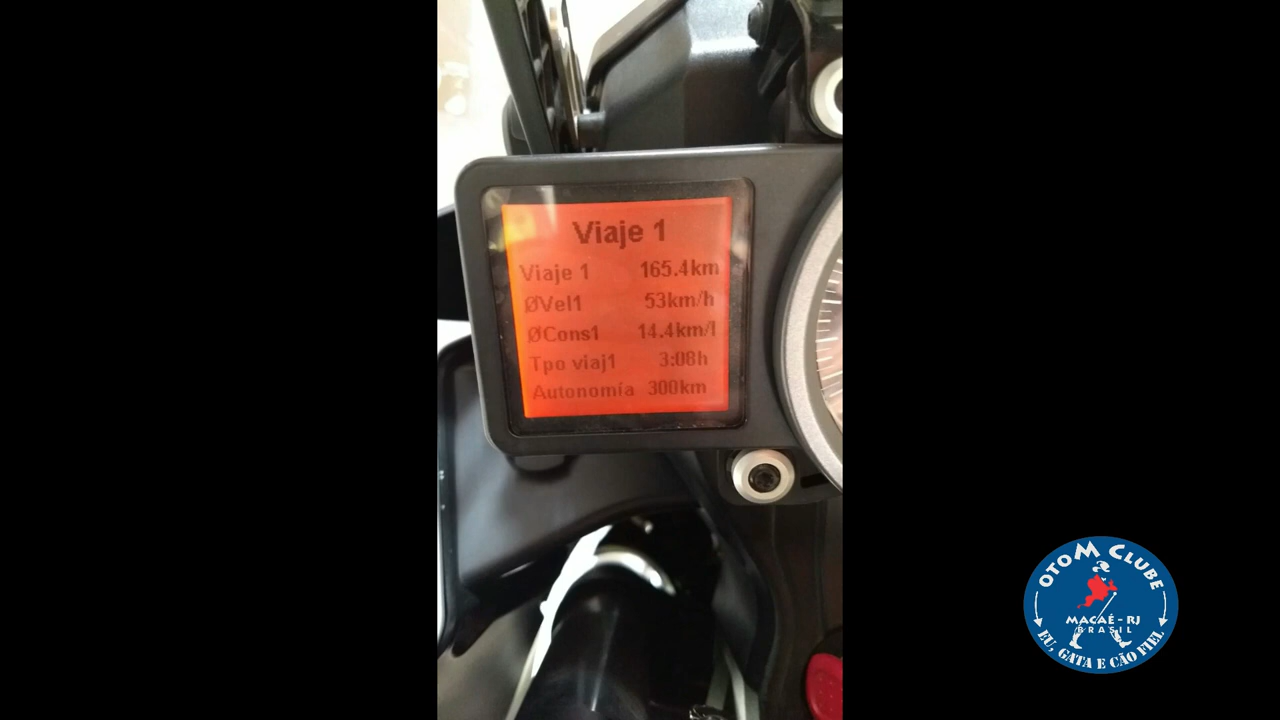 Viaje 1
Viaje 1 165.4km
ØVel1 53km/h
ØCons1 14.4km/l
Tpo viaj1 3:08h
Autonomía 300km
OTOM CLUBE
MACAÉ - RJ
BRASIL
EU, GATA E CÃO FIEL